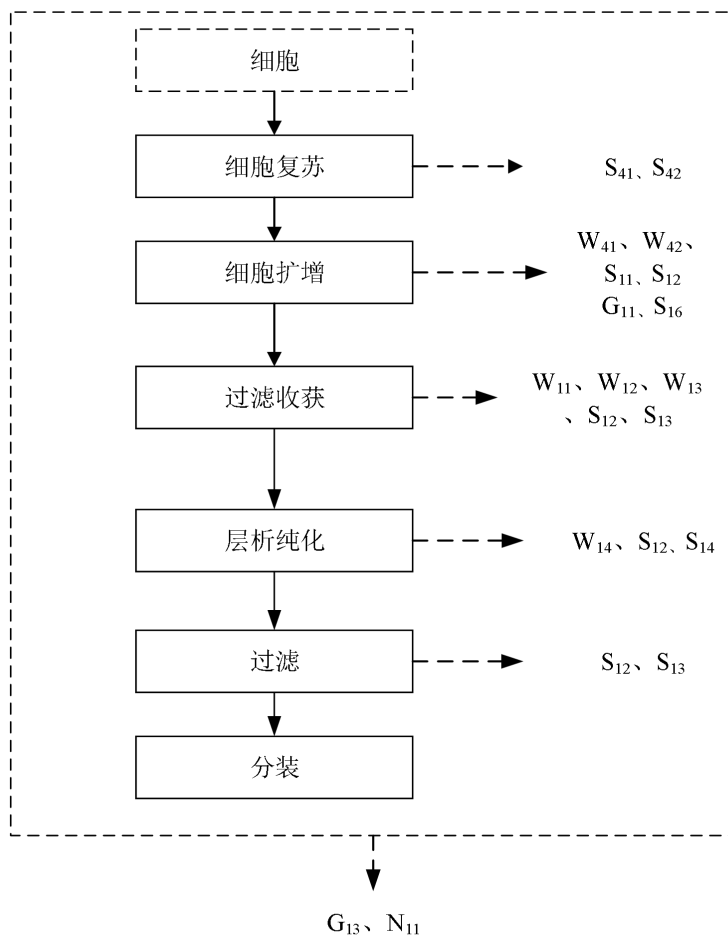 细胞
细胞复苏
S₄₁、S₄₂
细胞扩增
W₄₁、W₄₂、
S₁₁、S₁₂
G₁₁、S₁₆
过滤收获
W₁₁、W₁₂、W₁₃
、S₁₂、S₁₃
层析纯化
W₁₄、S₁₂、S₁₄
过滤
S₁₂、S₁₃
分装
G₁₃、N₁₁